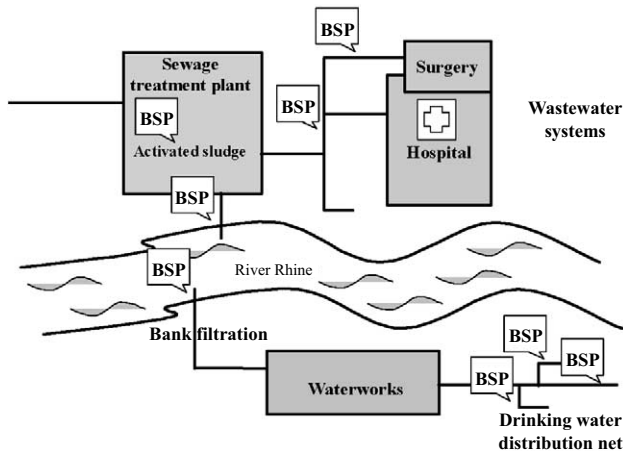 BSP
Sewage
treatment plant
Surgery
BSP
BSP
Wastewater
systems
Activated sludge
Hospital
BSP
BSP
River Rhine
Bank filtration
BSP
BSP
Waterworks
BSP
Drinking water
distribution net